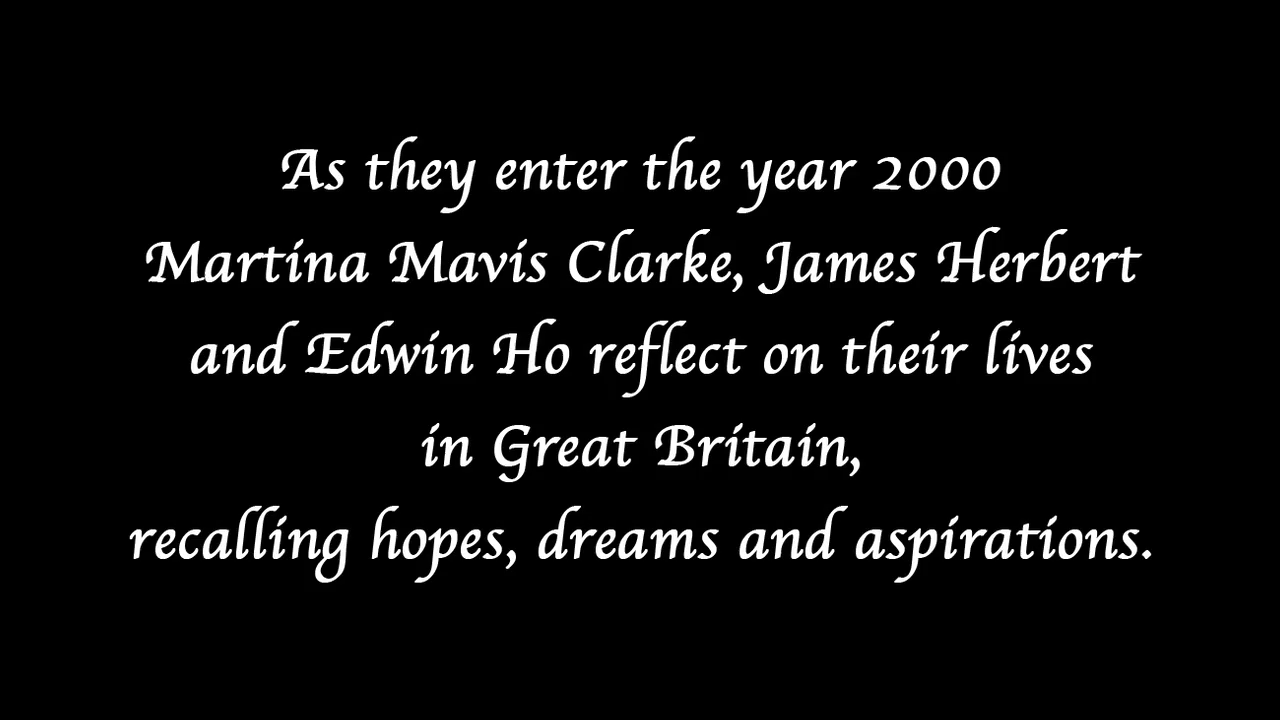 As they enter the year 2000
Martina Mavis Clarke, James Herbert
and Edwin Ho reflect on their lives
in Great Britain,
recalling hopes, dreams and aspirations.